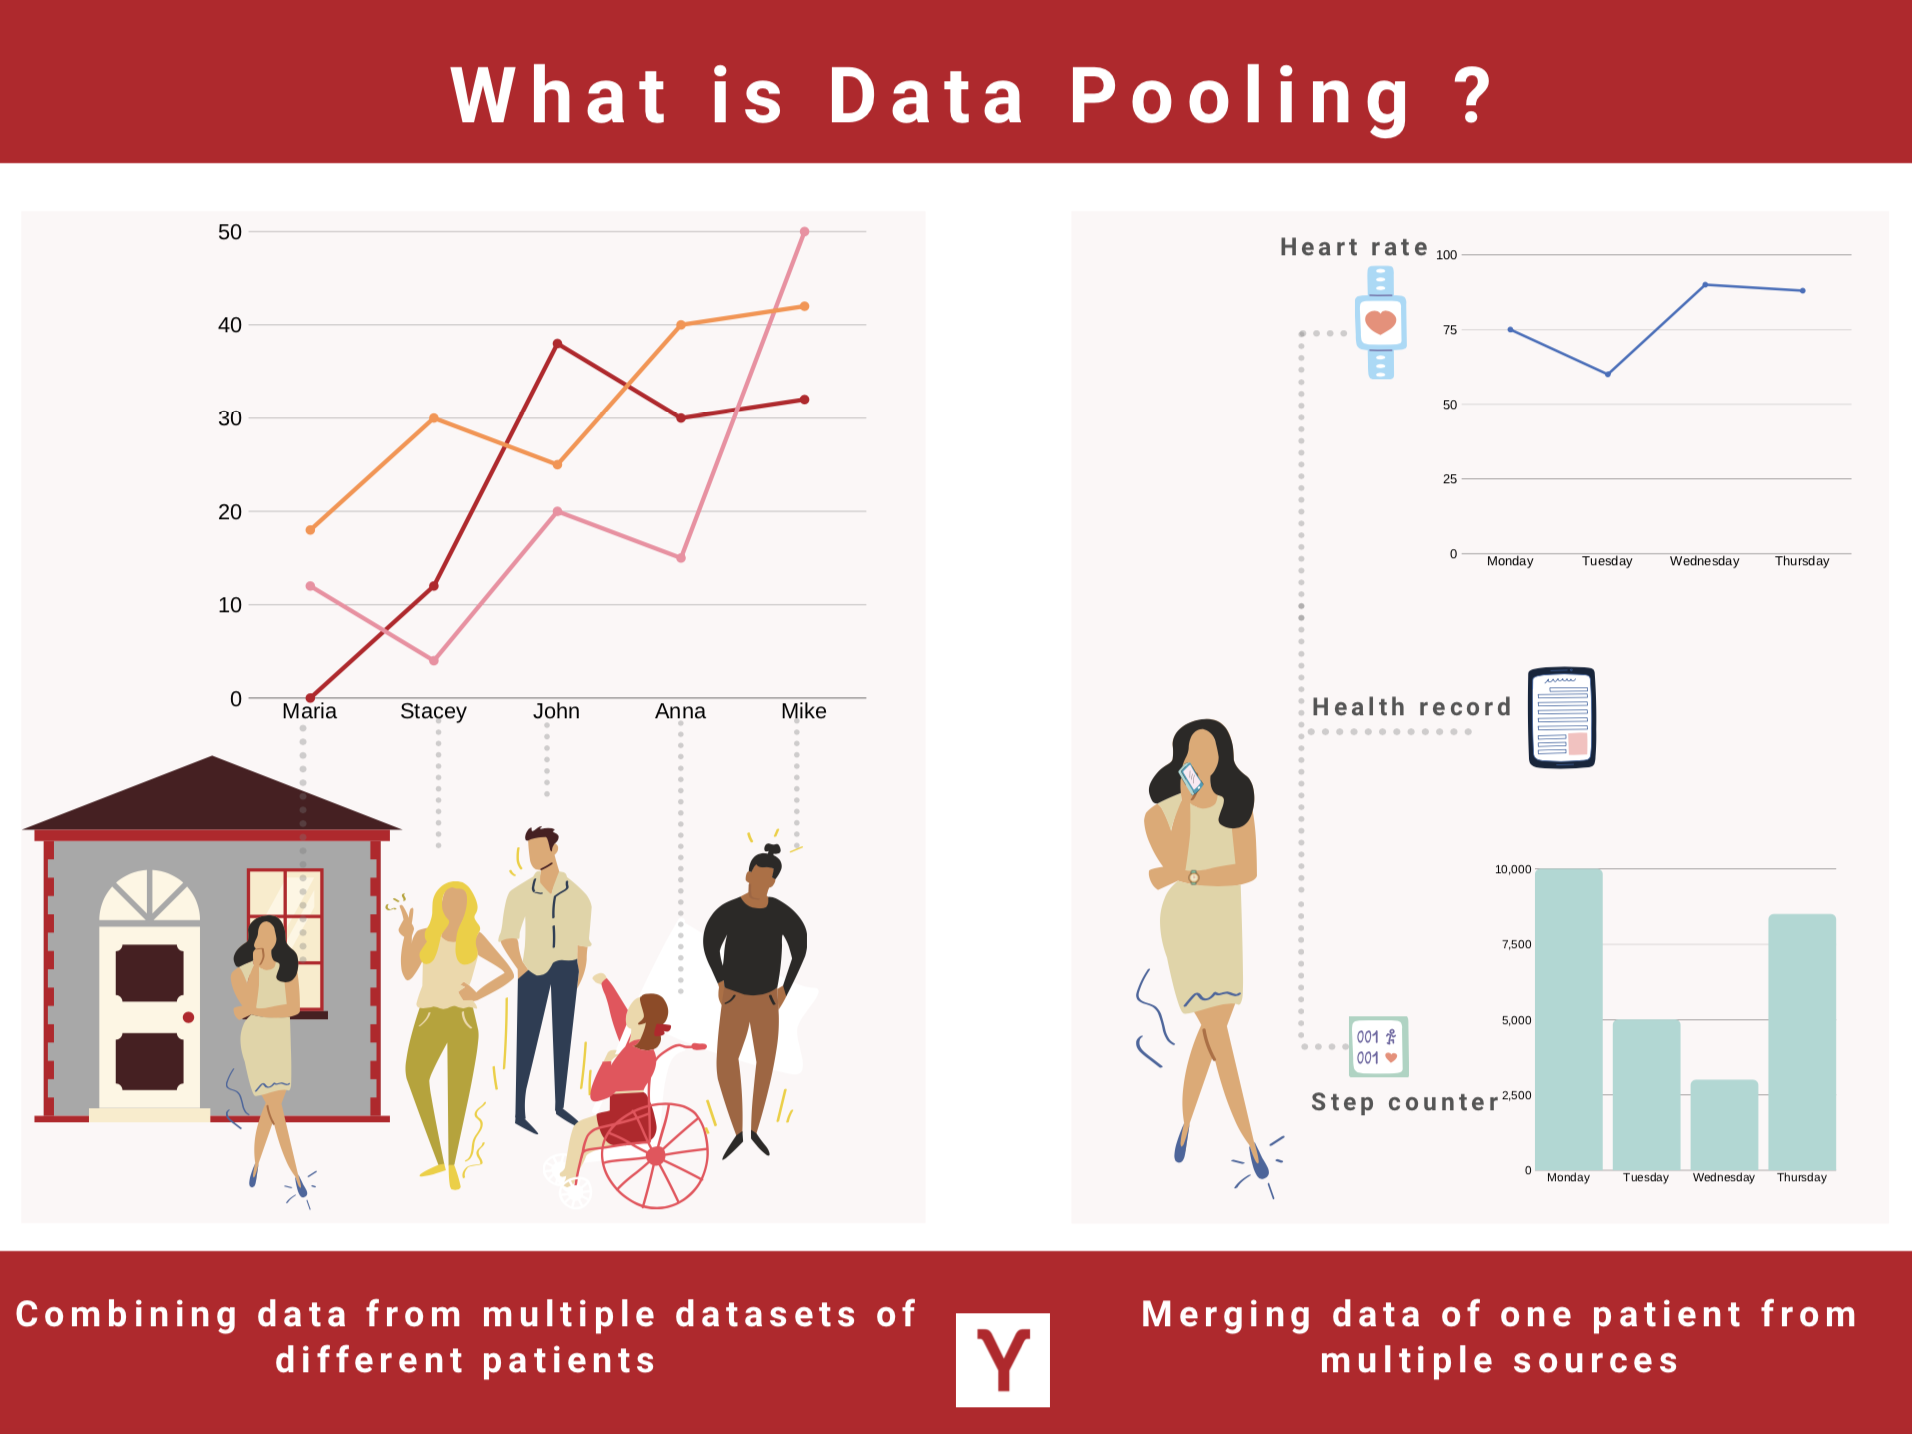 What is Data Pooling ?
50
40
30
20
10
0
Maria Stacey John Anna Mike
Heart rate
100
75
50
25
0
Monday Tuesday Wednesday Thursday
Health record
001
001
Step counter
10,000
7,500
5,000
2,500
0
Monday Tuesday Wednesday Thursday
Combining data from multiple datasets of
different patients
Y
Merging data of one patient from
multiple sources